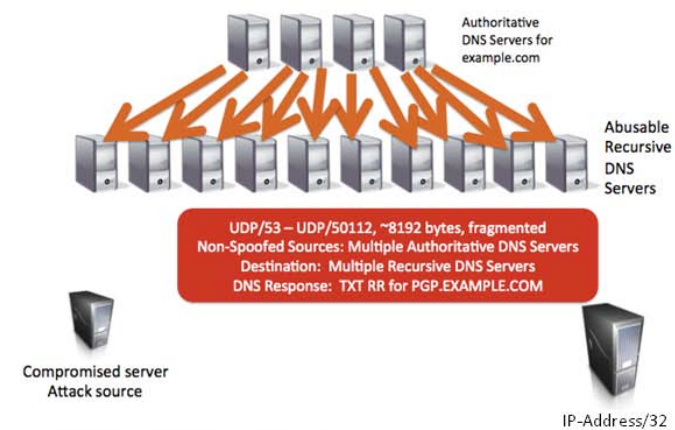 Authoritative
DNS Servers for
example.com
Abusable
Recursive
DNS
Servers
UDP/53 – UDP/50112, ~8192 bytes, fragmented
Non-Spoofed Sources: Multiple Authoritative DNS Servers
Destination: Multiple Recursive DNS Servers
DNS Response: TXT RR for PGP.EXAMPLE.COM
Compromised server
Attack source
IP-Address/32